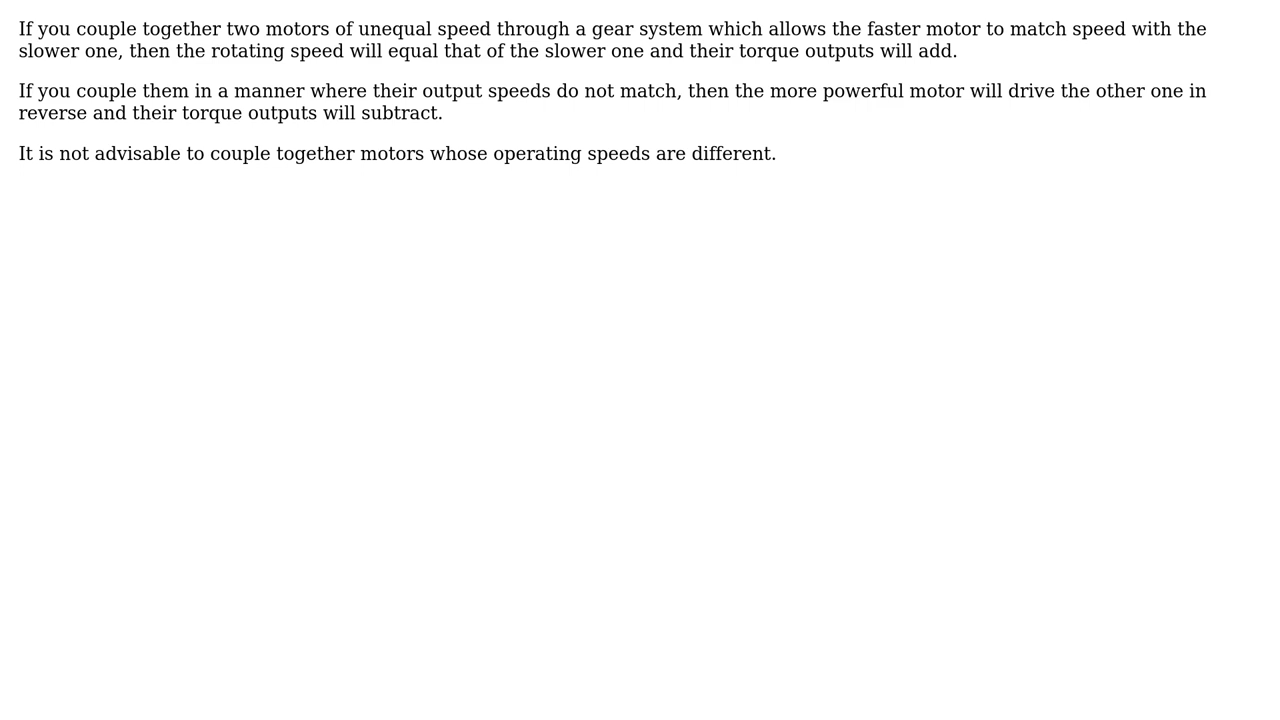 If you couple together two motors of unequal speed through a gear system which allows the faster motor to match speed with the
slower one, then the rotating speed will equal that of the slower one and their torque outputs will add.
If you couple them in a manner where their output speeds do not match, then the more powerful motor will drive the other one in
reverse and their torque outputs will subtract.
It is not advisable to couple together motors whose operating speeds are different.